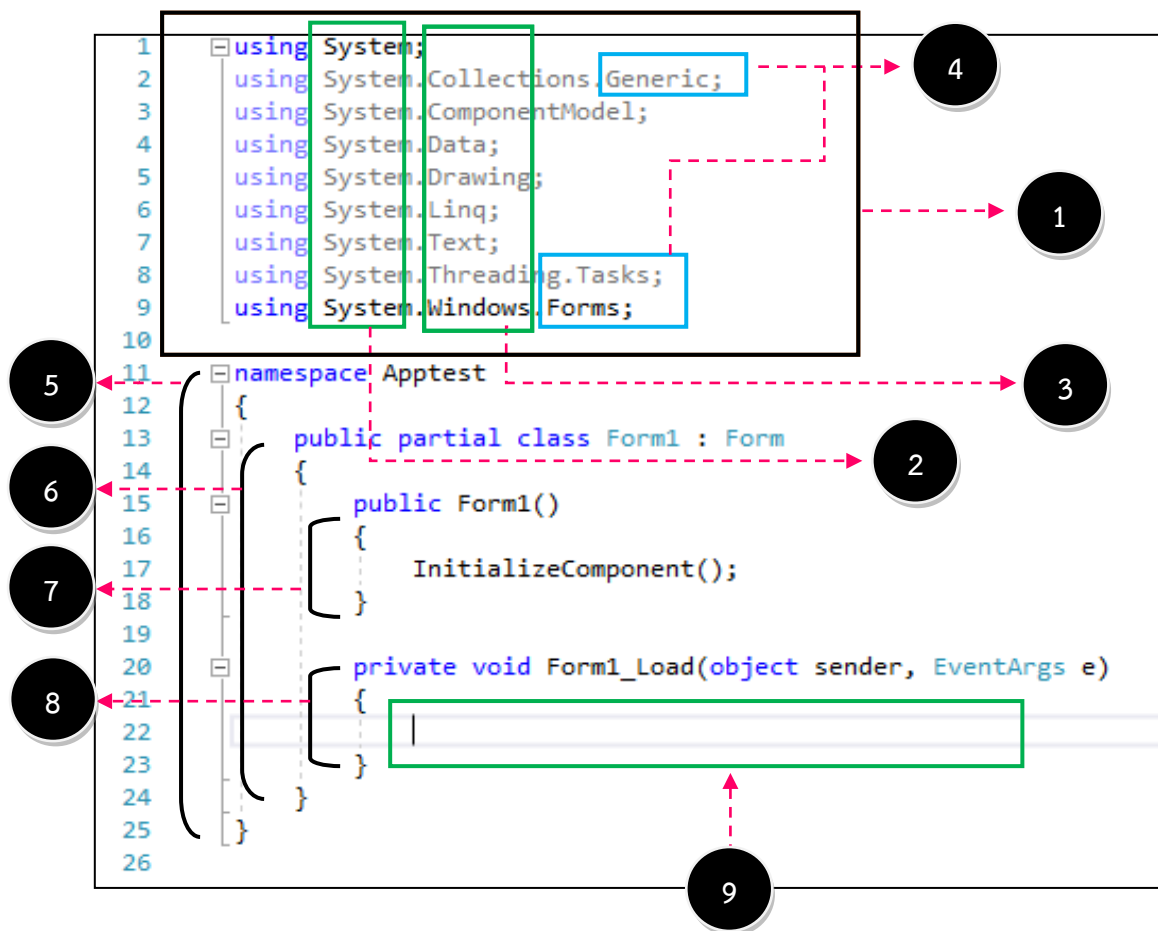 1 using System;
2 using System.Collections.Generic;
4
3 using System.ComponentModel;
4 using System.Data;
5 using System.Drawing;
6 using System.Linq;
1
7 using System.Text;
8 using System.Threading.Tasks;
9 using System.Windows.Forms;
10
5
11 namespace Apptest
3
12 {
13 public partial class Form1 : Form
2
14 {
6
15 public Form1()
16 {
17 InitializeComponent();
7
18 }
19
20 private void Form1_Load(object sender, EventArgs e)
8
21 {
22
23 }
24 }
25 }
26
9